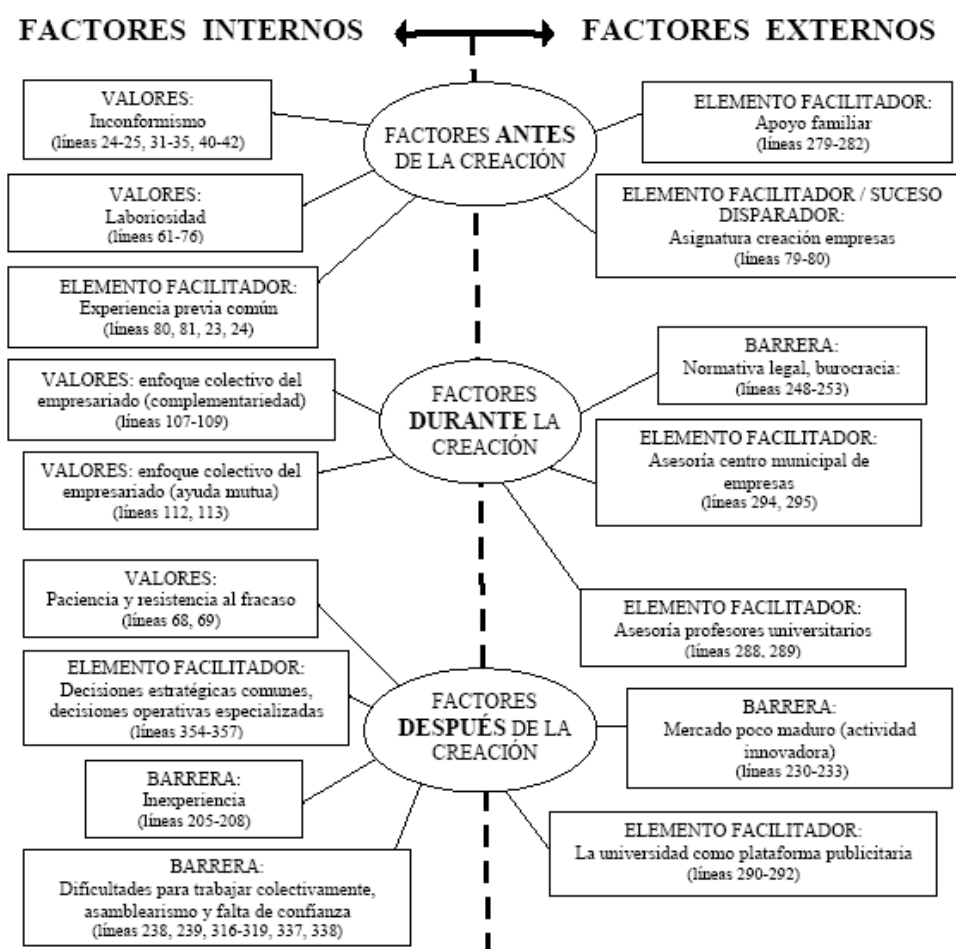 FACTORES INTERNOS
FACTORES EXTERNOS
VALORES:
Inconformismo
(líneas 24-25, 31-35, 40-42)
VALORES:
Laboriosidad
(líneas 61-76)
ELEMENTO FACILITADOR:
Experiencia previa común
(líneas 80, 81, 23, 24)
FACTORES ANTES
DE LA CREACIÓN
ELEMENTO FACILITADOR:
Apoyo familiar
(líneas 279-282)
ELEMENTO FACILITADOR / SUCESO
DISPARADOR:
Asignatura creación empresas
(líneas 79-80)
VALORES: enfoque colectivo del
empresariado (complementariedad)
(líneas 107-109)
VALORES: enfoque colectivo del
empresariado (ayuda mutua)
(líneas 112, 113)
FACTORES
DURANTE LA
CREACIÓN
BARRERA:
Normativa legal, burocracia:
(líneas 248-253)
ELEMENTO FACILITADOR:
Asesoría centro municipal de
empresas
(líneas 294, 295)
ELEMENTO FACILITADOR:
Asesoría profesores universitarios
(líneas 288, 289)
VALORES:
Paciencia y resistencia al fracaso
(líneas 68, 69)
ELEMENTO FACILITADOR:
Decisiones estratégicas comunes,
decisiones operativas especializadas
(líneas 354-357)
BARRERA:
Inexperiencia
(líneas 205-208)
BARRERA:
Dificultades para trabajar colectivamente,
asamblearismo y falta de confíanza
(líneas 238, 239, 316-319, 337, 338)
FACTORES
DESPUÉS DE LA
CREACIÓN
BARRERA:
Mercado poco maduro (actividad
innovadora)
(líneas 230-233)
ELEMENTO FACILITADOR:
La universidad como plataforma publicitaria
(líneas 290-292)